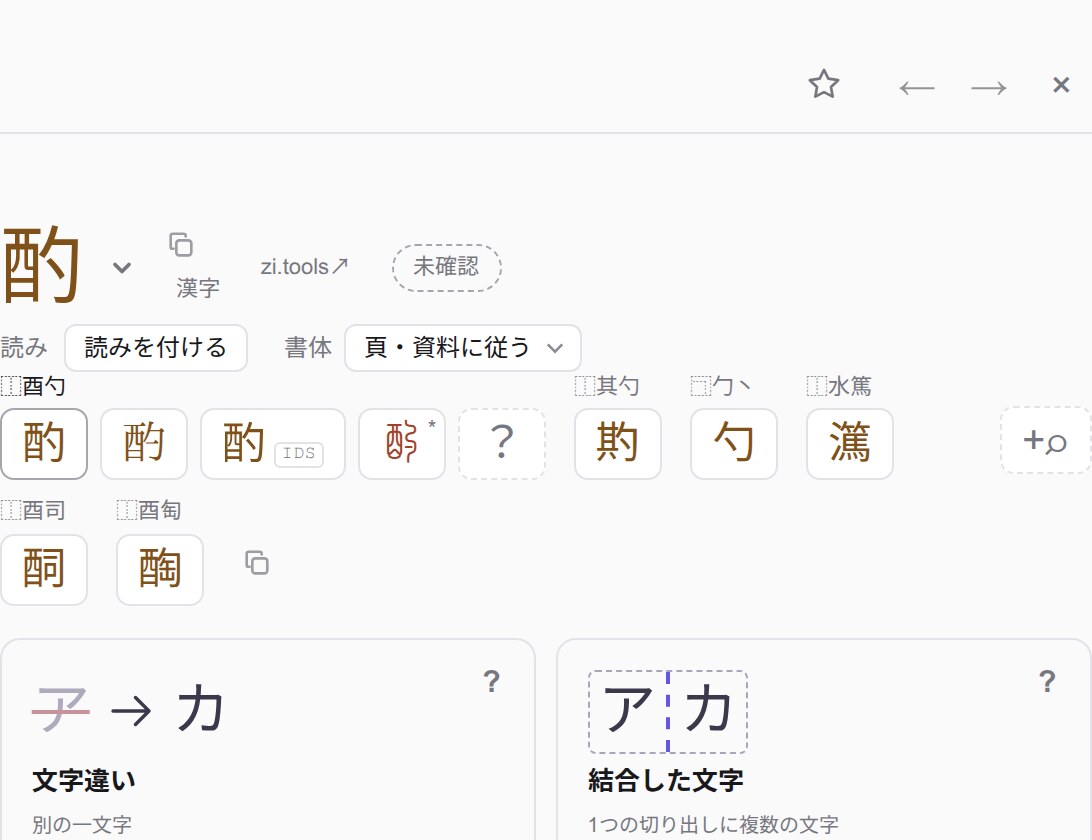 酌
漢字
zi.tools↗
未確認
読み 読みを付ける 書体 頁・資料に従う
⿰酉勺 ⿰其勺 ⿹勹丶 ⿰水篤
酌 酌 酌 IDS * ? 斞 勺 +
⿰酉司 ⿰酉匋
酮 醄
ア → カ ? ア カ ?
文字違い 結合した文字
別の一文字 1つの切り出しに複数の文字